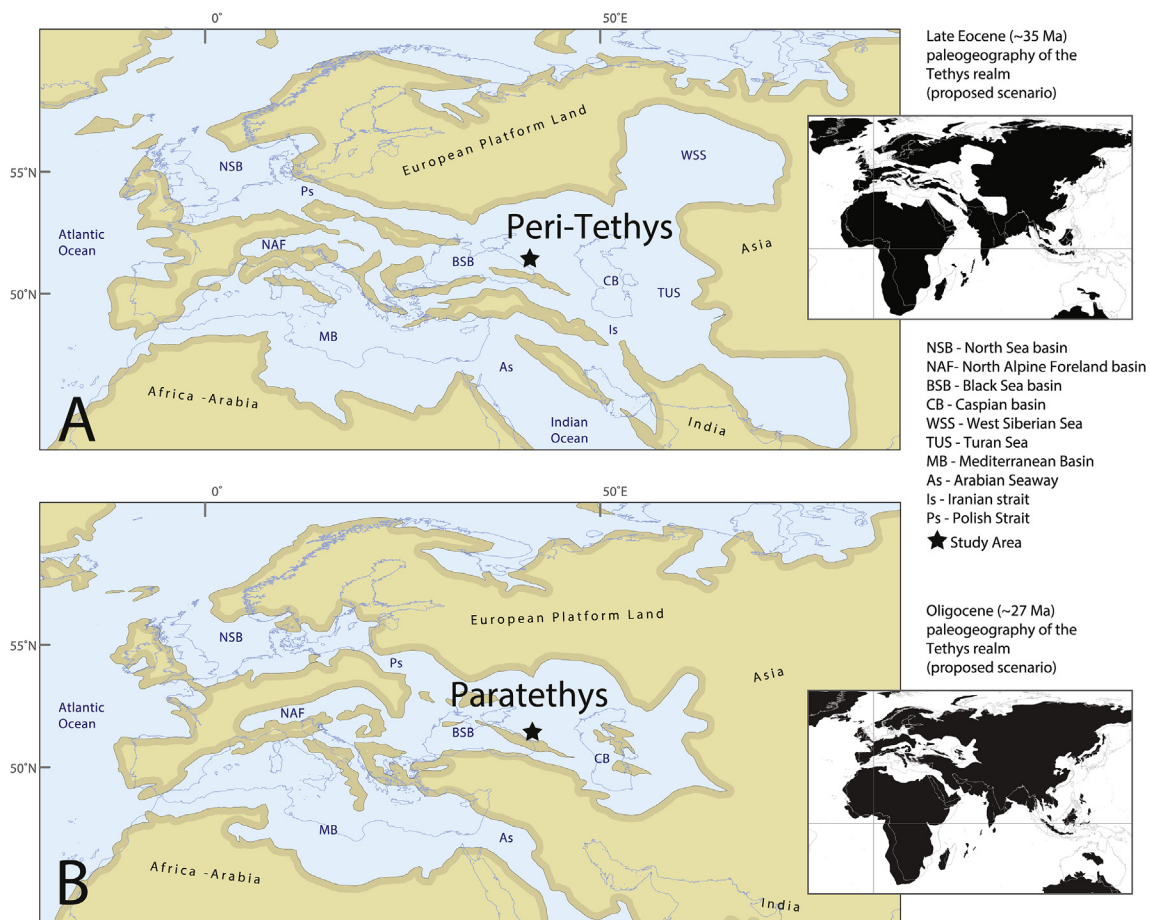 0°
50°E
Late Eocene (~35 Ma)
paleogeography of the
Tethys realm
(proposed scenario)
55°N
50°N
European Platform Land
WSS
NSB
Ps
Peri-Tethys
Atlantic
Ocean
NAF
BSB
Asia
CB
TUS
MB
Is
As
Africa -Arabia
India
Indian
Ocean
A
NSB - North Sea basin
NAF- North Alpine Foreland basin
BSB - Black Sea basin
CB - Caspian basin
WSS - West Siberian Sea
TUS - Turan Sea
MB - Mediterranean Basin
As - Arabian Seaway
Is - Iranian strait
Ps - Polish Strait
Study Area
0°
50°E
Oligocene (~27 Ma)
paleogeography of the
Tethys realm
(proposed scenario)
55°N
50°N
European Platform Land
NSB
Ps
Asia
Paratethys
Atlantic
Ocean
NAF
BSB
CB
MB
As
Africa -Arabia
India
B